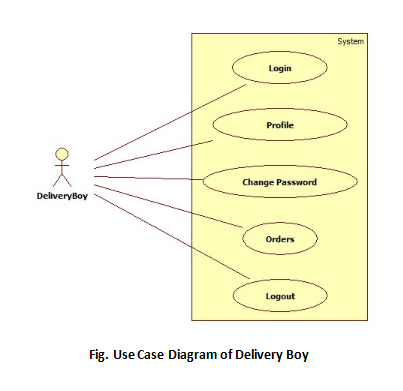 System
Login
Profile
Change Password
DeliveryBoy
Orders
Logout
Fig. Use Case Diagram of Delivery Boy